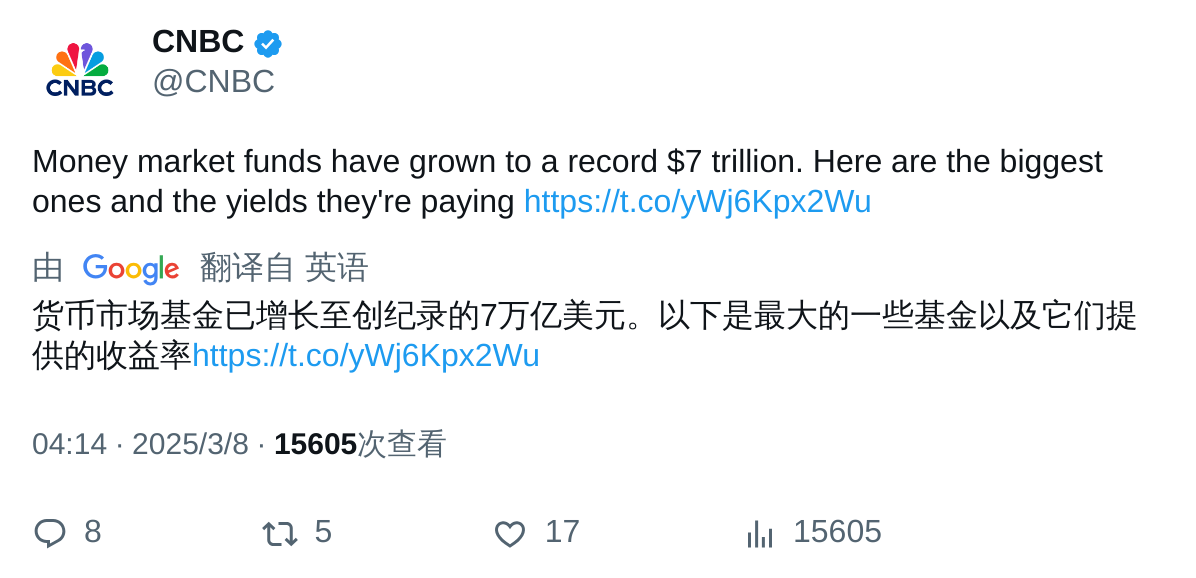 CNBC
CNBC
@CNBC
Money market funds have grown to a record $7 trillion. Here are the biggest
ones and the yields they're paying https://t.co/yWj6Kpx2Wu
由 Google 翻译自 英语
货币市场基金已增长至创纪录的7万亿美元。以下是最大的一些基金以及它们提
供的收益率https://t.co/yWj6Kpx2Wu
04:14 · 2025/3/8 · 15605次查看
8 5 17 15605